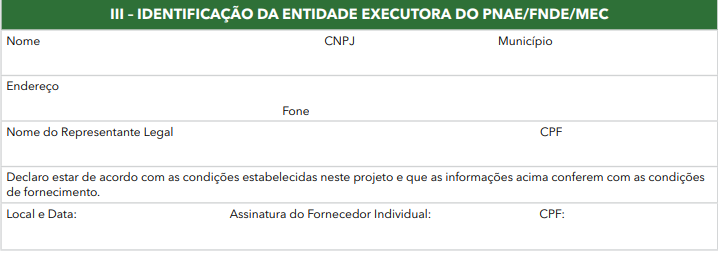 III – IDENTIFICAÇÃO DA ENTIDADE EXECUTORA DO PNAE/FNDE/MEC
Nome CNPJ Município
Endereço
Fone
Nome do Representante Legal CPF
Declaro estar de acordo com as condições estabelecidas neste projeto e que as informações acima conferem com as condições
de fornecimento.
Local e Data: Assinatura do Fornecedor Individual: CPF: